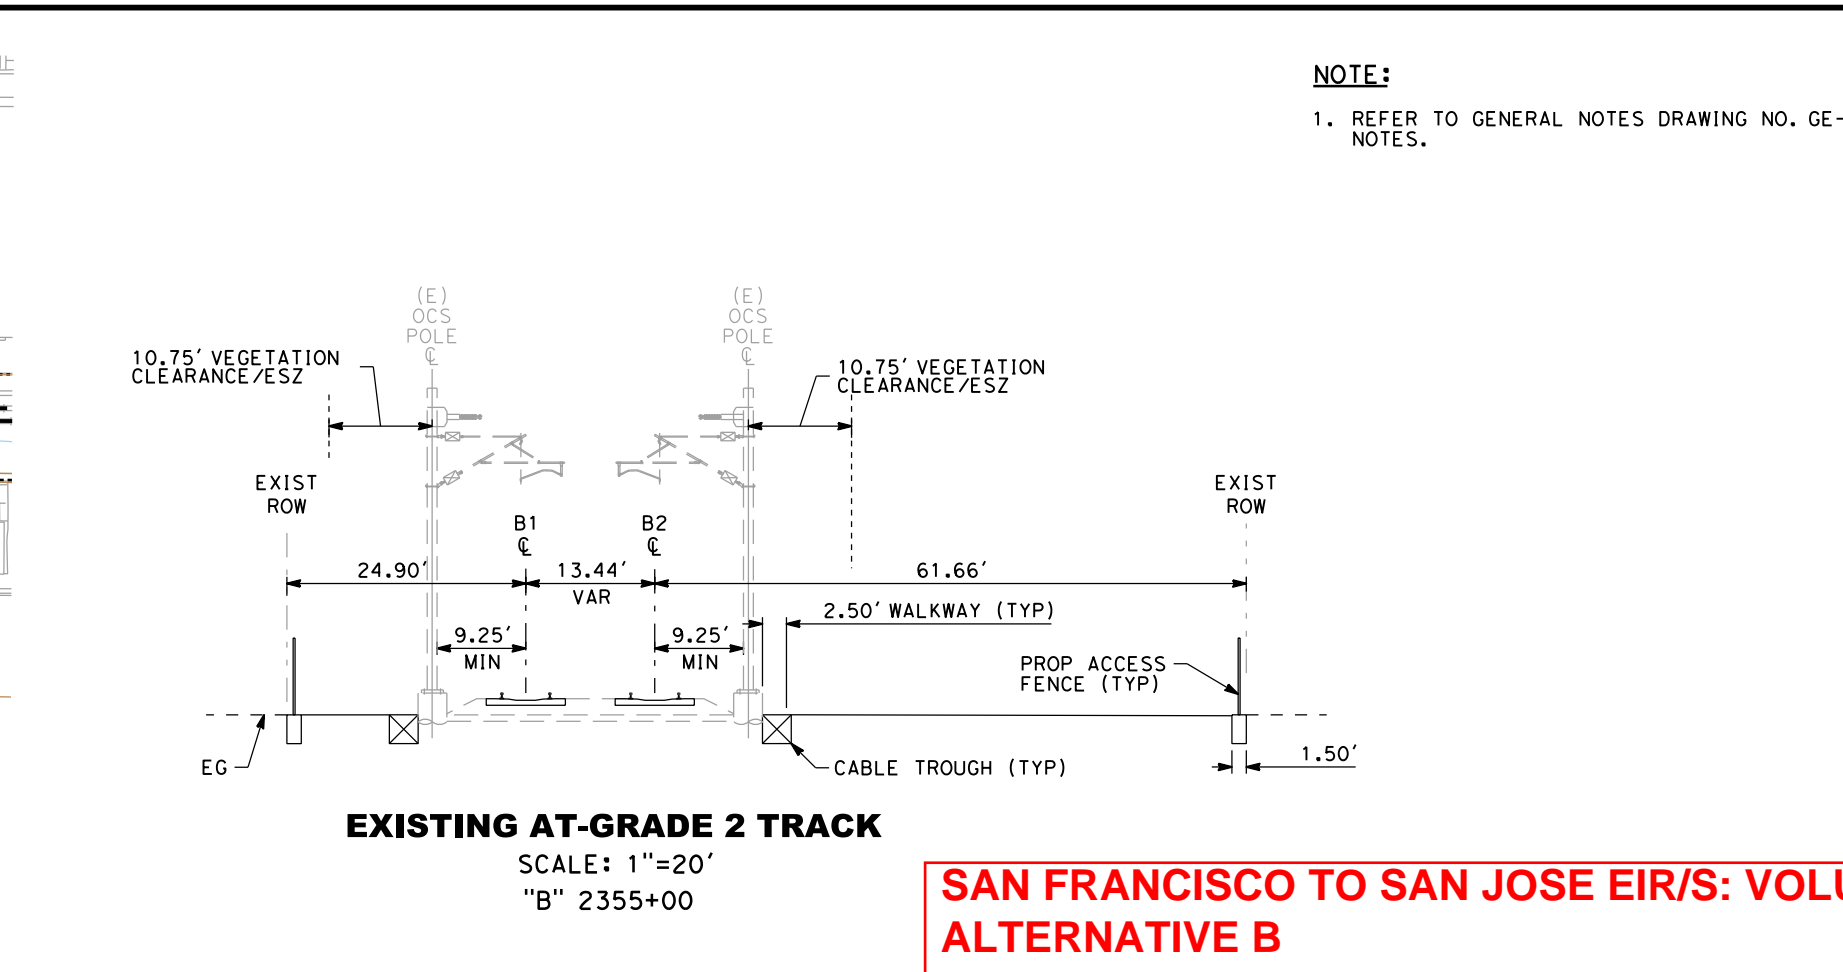 NOTE:
1. REFER TO GENERAL NOTES DRAWING NO. GE-
NOTES.
(E)
OCS
POLE
℄
(E)
OCS
POLE
℄
10.75′ VEGETATION
CLEARANCE/ESZ
10.75′ VEGETATION
CLEARANCE/ESZ
EXIST
ROW
EXIST
ROW
B1
℄
B2
℄
24.90′
13.44′
VAR
61.66′
2.50′ WALKWAY (TYP)
9.25′
MIN
9.25′
MIN
PROP ACCESS
FENCE (TYP)
EG
CABLE TROUGH (TYP)
1.50′
EXISTING AT-GRADE 2 TRACK
SCALE: 1"=20′
"B" 2355+00
SAN FRANCISCO TO SAN JOSE EIR/S: VOLU
ALTERNATIVE B